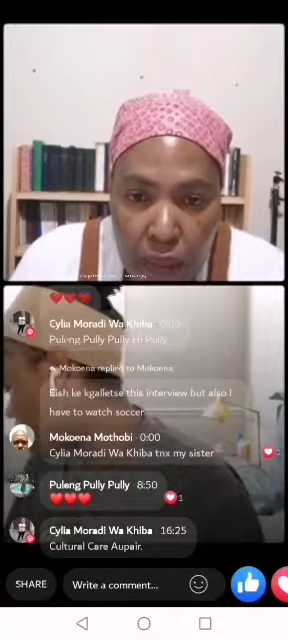 Cylia Moradi Wa Khiba
Puleng Pully Pully Hi Pully
Mokoena replied to Mokoena
Eish ke kgalletse this interview but also I
have to watch soccer
Mokoena Mothobi · 0:00
Cylia Moradi Wa Khiba tnx my sister
1
Puleng Pully Pully · 8:50
1
Cylia Moradi Wa Khiba · 16:25
Cultural Care Aupair.
SHARE
Write a comment...